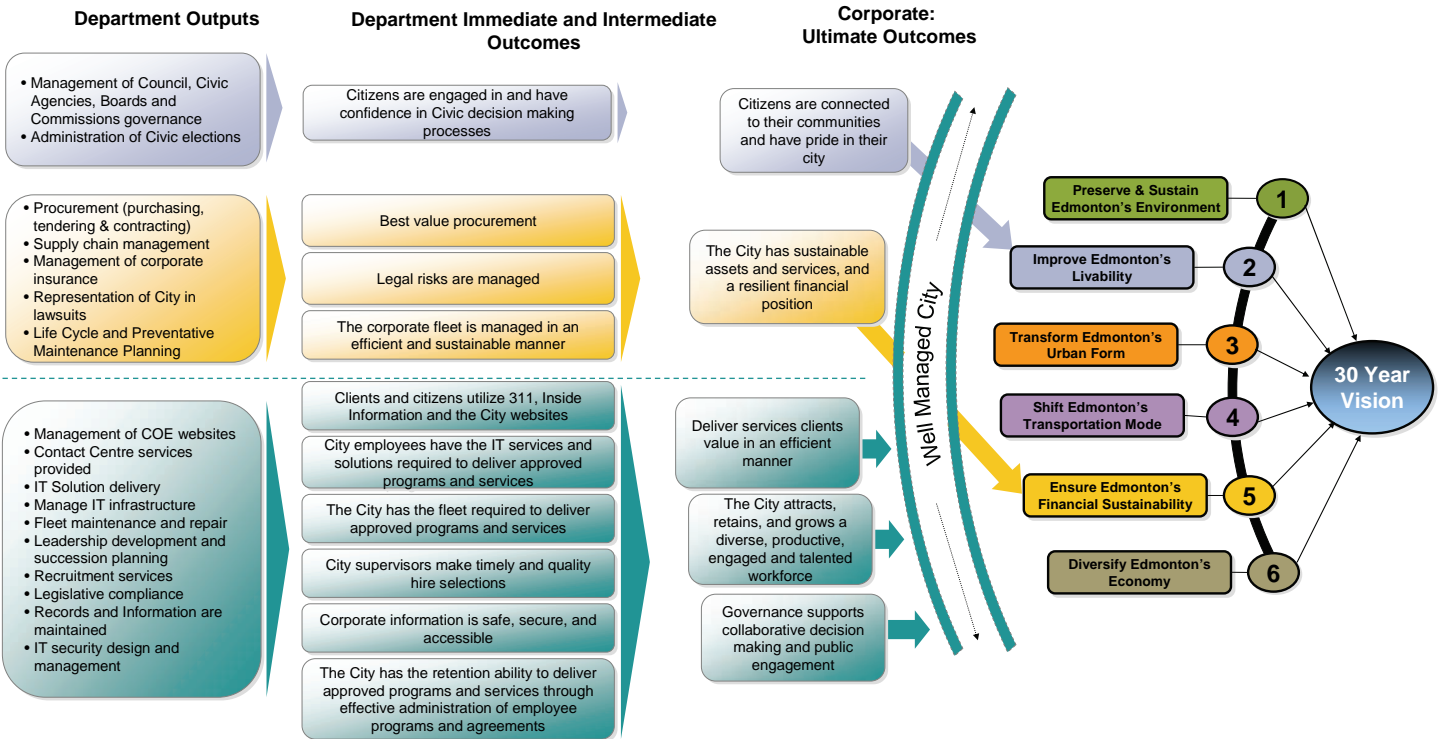 Department Outputs
Department Immediate and Intermediate
Outcomes
Corporate:
Ultimate Outcomes
• Management of Council, Civic
Agencies, Boards and
Commissions governance
• Administration of Civic elections
Citizens are engaged in and have
confidence in Civic decision making
processes
Citizens are connected
to their communities
and have pride in their
city
• Procurement (purchasing,
tendering & contracting)
• Supply chain management
• Management of corporate
insurance
• Representation of City in
lawsuits
• Life Cycle and Preventative
Maintenance Planning
Best value procurement
Legal risks are managed
The corporate fleet is managed in an
efficient and sustainable manner
The City has sustainable
assets and services, and
a resilient financial
position
• Management of COE websites
• Contact Centre services
provided
• IT Solution delivery
• Manage IT infrastructure
• Fleet maintenance and repair
• Leadership development and
succession planning
• Recruitment services
• Legislative compliance
• Records and Information are
maintained
• IT security design and
management
Clients and citizens utilize 311, Inside
Information and the City websites
City employees have the IT services and
solutions required to deliver approved
programs and services
The City has the fleet required to deliver
approved programs and services
City supervisors make timely and quality
hire selections
Corporate information is safe, secure, and
accessible
The City has the retention ability to deliver
approved programs and services through
effective administration of employee
programs and agreements
Deliver services clients
value in an efficient
manner
The City attracts,
retains, and grows a
diverse, productive,
engaged and talented
workforce
Governance supports
collaborative decision
making and public
engagement
Well Managed City
Preserve & Sustain
Edmonton's Environment
1
Improve Edmonton's
Livability
2
Transform Edmonton's
Urban Form
3
Shift Edmonton's
Transportation Mode
4
Ensure Edmonton's
Financial Sustainability
5
Diversify Edmonton's
Economy
6
30 Year
Vision